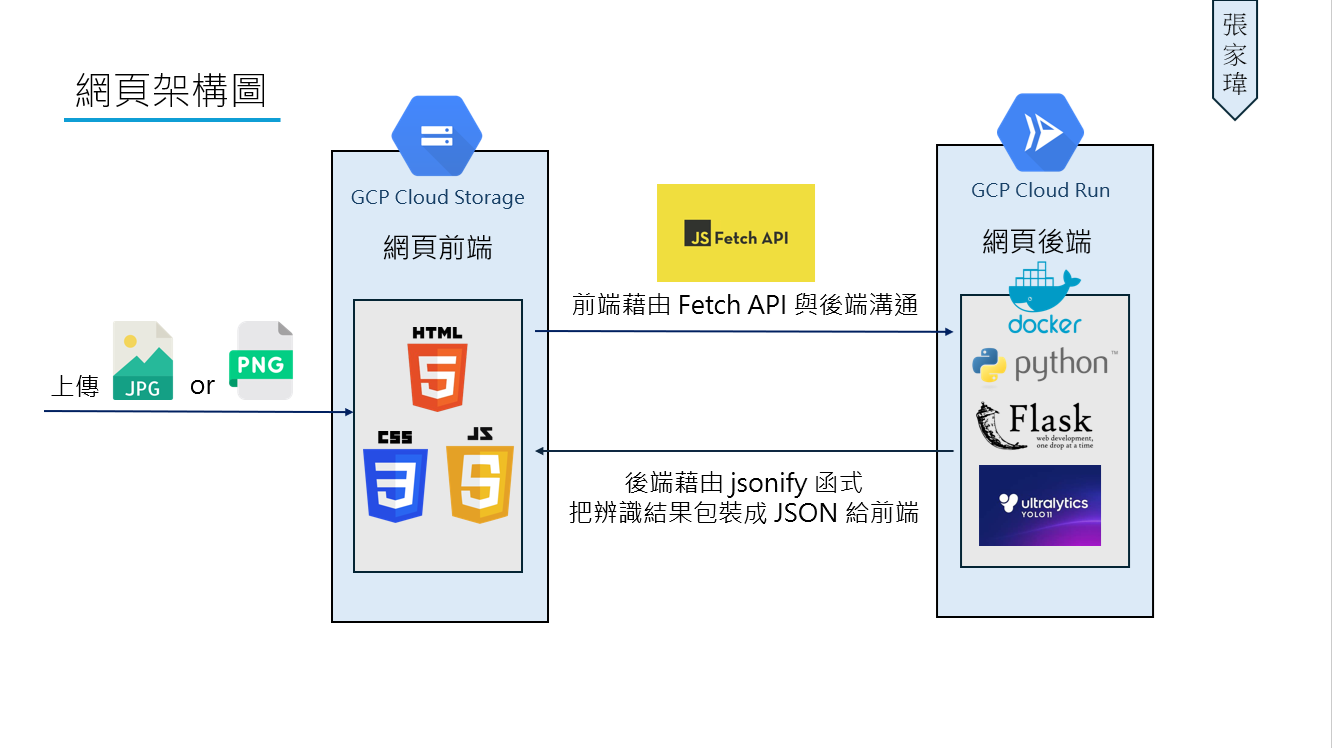 張
家
瑋
網頁架構圖
GCP Cloud Storage
網頁前端
HTML
CSS
JS
上傳 JPG or PNG
JS Fetch API
前端藉由 Fetch API 與後端溝通
後端藉由 jsonify 函式
把辨識結果包裝成 JSON 給前端
GCP Cloud Run
網頁後端
docker
python™
Flask
web development,
one drop at a time
ultralytics
YOLO11